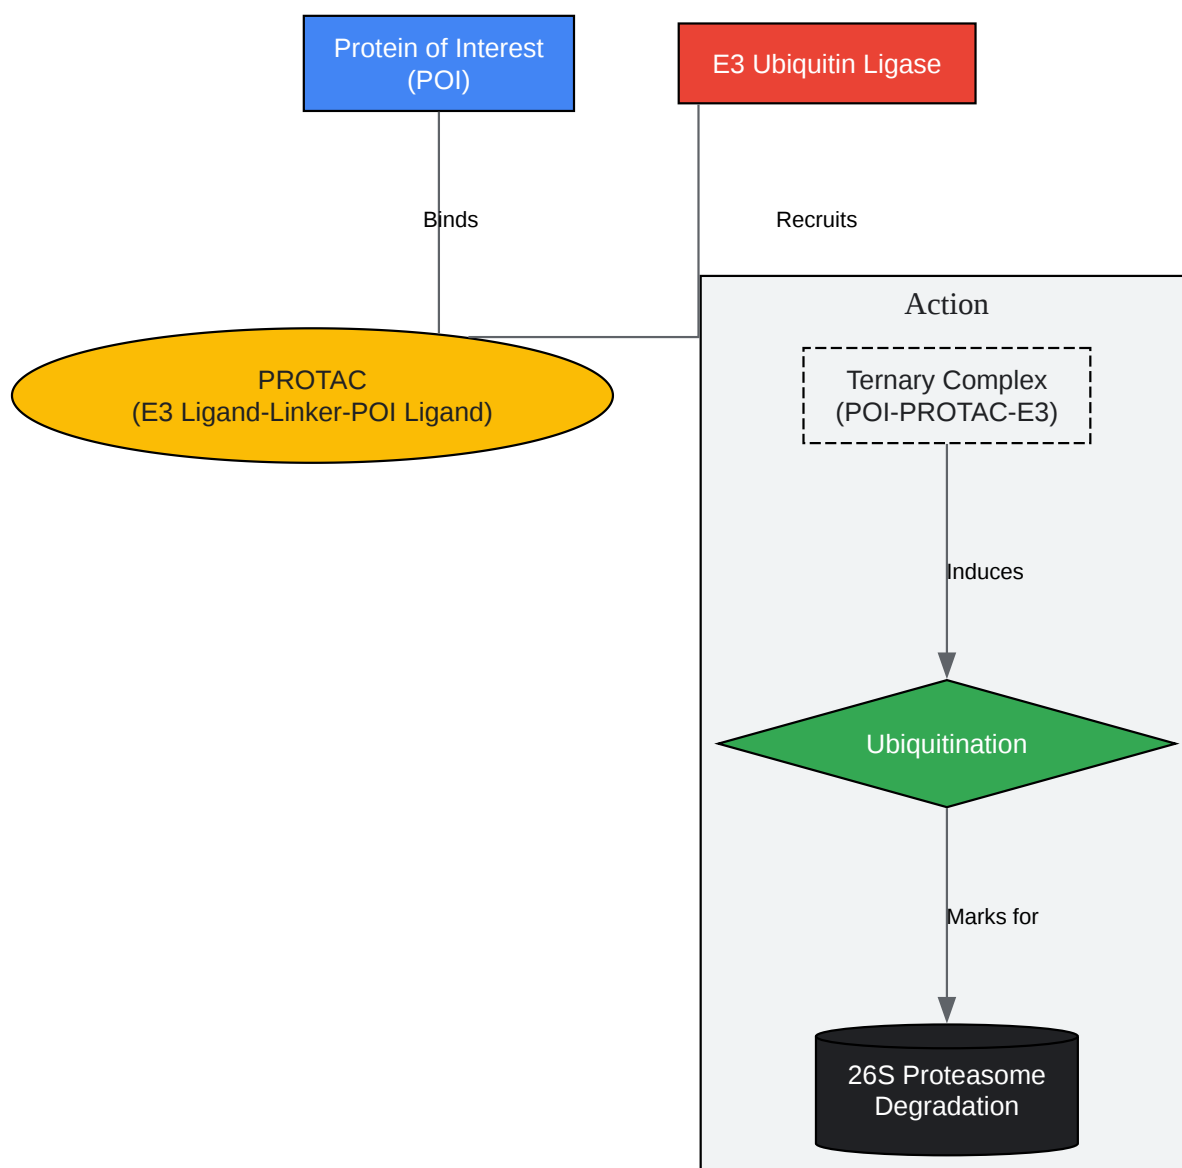 Protein of Interest
(POI)
E3 Ubiquitin Ligase
Binds
Recruits
Action
PROTAC
(E3 Ligand-Linker-POI Ligand)
Ternary Complex
(POI-PROTAC-E3)
Induces
Ubiquitination
Marks for
26S Proteasome
Degradation